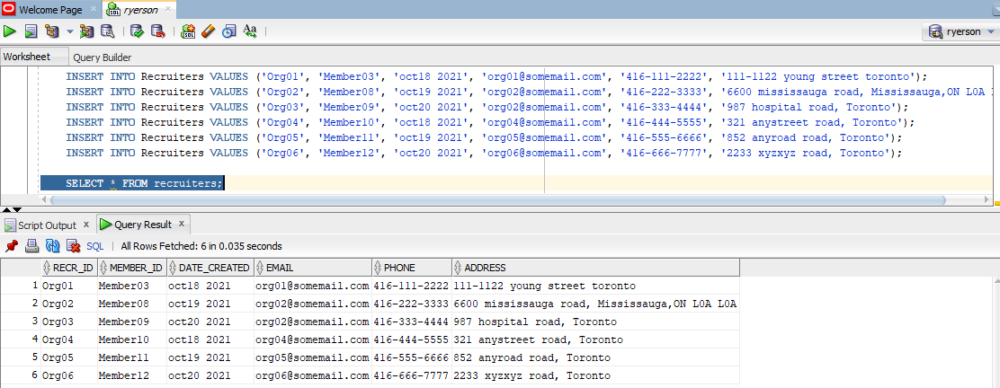 Welcome Page ryerson
SQL
Aa
ryerson
Worksheet Query Builder
INSERT INTO Recruiters VALUES ('Org01', 'Member03', 'oct18 2021', 'org01@somemail.com', '416-111-2222', '111-1122 young street toronto');
INSERT INTO Recruiters VALUES ('Org02', 'Member08', 'oct19 2021', 'org02@somemail.com', '416-222-3333', '6600 mississauga road, Mississauga,ON L0A
INSERT INTO Recruiters VALUES ('Org03', 'Member09', 'oct20 2021', 'org02@somemail.com', '416-333-4444', '987 hospital road, Toronto');
INSERT INTO Recruiters VALUES ('Org04', 'Member10', 'oct18 2021', 'org04@somemail.com', '416-444-5555', '321 anystreet road, Toronto');
INSERT INTO Recruiters VALUES ('Org05', 'Member11', 'oct19 2021', 'org05@somemail.com', '416-555-6666', '852 anyroad road, Toronto');
INSERT INTO Recruiters VALUES ('Org06', 'Member12', 'oct20 2021', 'org06@somemail.com', '416-666-7777', '2233 xyzxyz road, Toronto');
SELECT * FROM recruiters;
Script Output x Query Result x
SQL All Rows Fetched: 6 in 0.035 seconds
RECR_ID MEMBER_ID DATE_CREATED EMAIL PHONE ADDRESS
1 Org01 Member03 oct18 2021 org01@somemail.com 416-111-2222 111-1122 young street toronto
2 Org02 Member08 oct19 2021 org02@somemail.com 416-222-3333 6600 mississauga road, Mississauga,ON L0A L0A
3 Org03 Member09 oct20 2021 org02@somemail.com 416-333-4444 987 hospital road, Toronto
4 Org04 Member10 oct18 2021 org04@somemail.com 416-444-5555 321 anystreet road, Toronto
5 Org05 Member11 oct19 2021 org05@somemail.com 416-555-6666 852 anyroad road, Toronto
6 Org06 Member12 oct20 2021 org06@somemail.com 416-666-7777 2233 xyzxyz road, Toronto